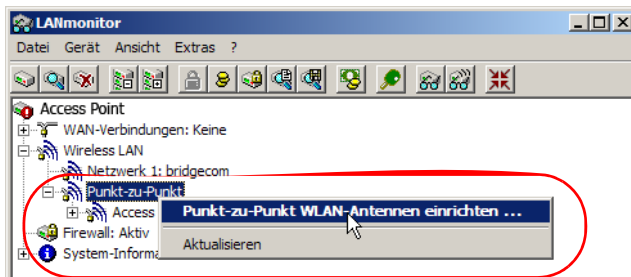 LANmonitor
Datei Gerät Ansicht Extras ?
Access Point
WAN-Verbindungen: Keine
Wireless LAN
Netzwerk 1: bridgecom
Punkt-zu-Punkt
Access
Punkt-zu-Punkt WLAN-Antennen einrichten ...
Firewall: Aktiv
Aktualisieren
System-Informa